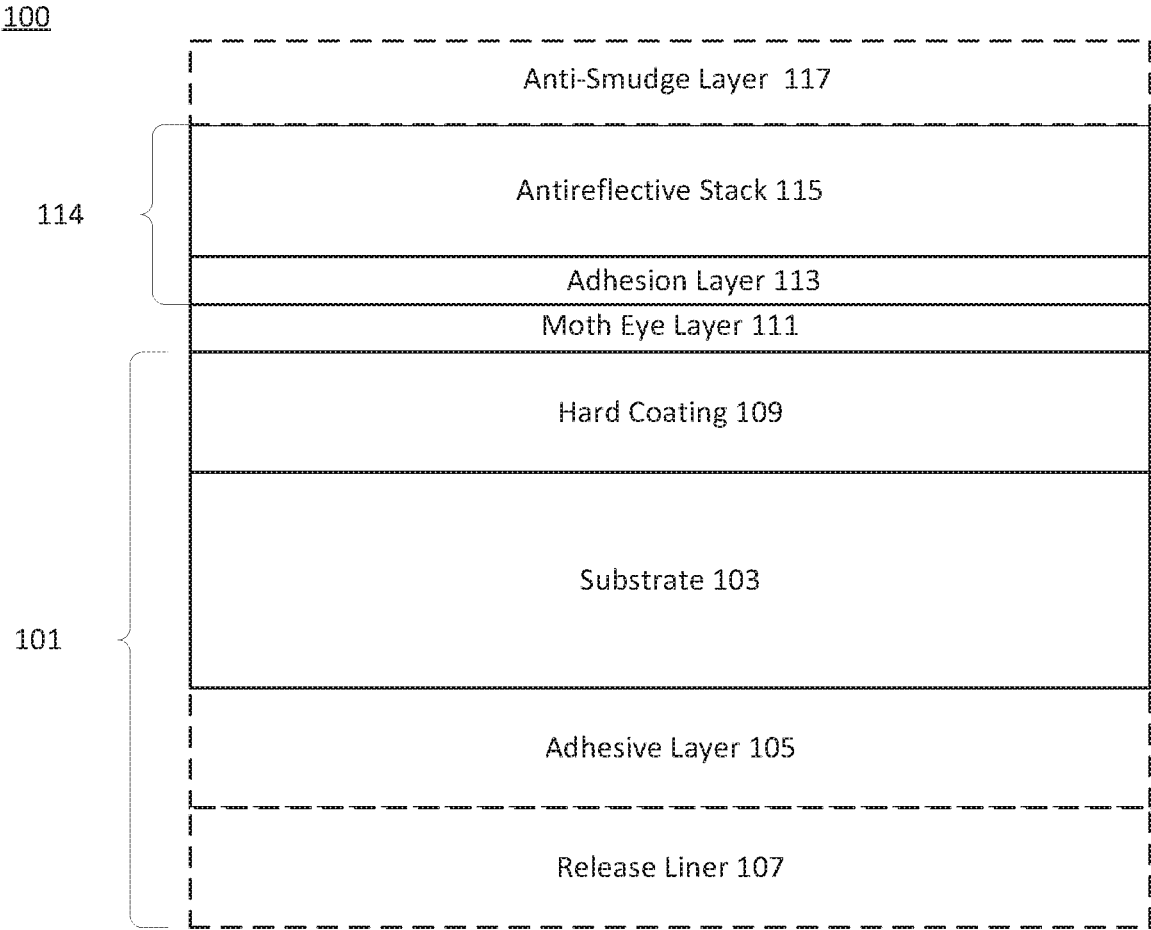 100
Anti-Smudge Layer 117
Antireflective Stack 115
114
Adhesion Layer 113
Moth Eye Layer 111
Hard Coating 109
Substrate 103
101
Adhesive Layer 105
Release Liner 107